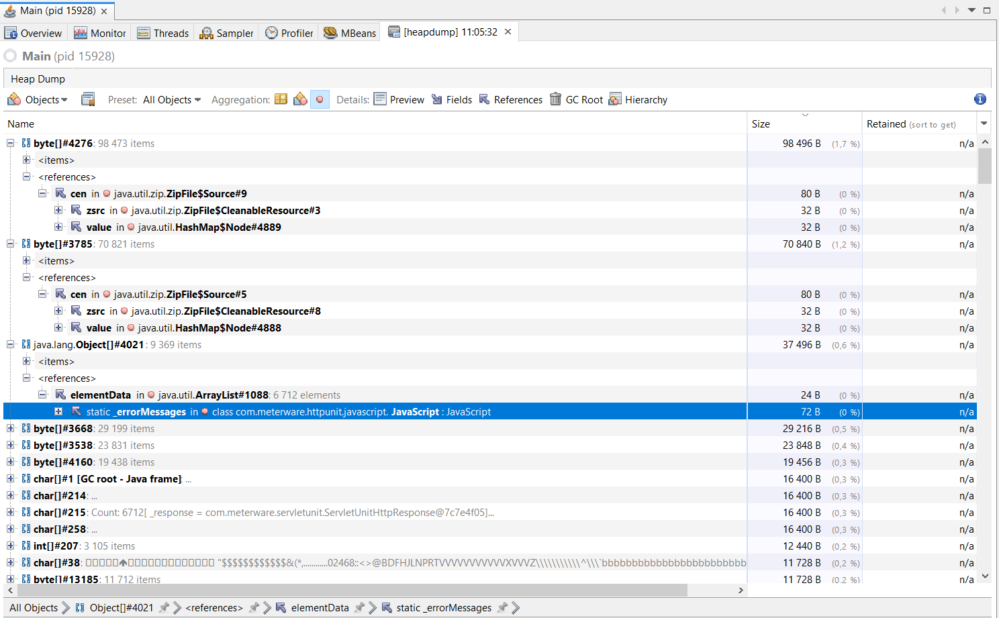 Main (pid 15928)
Overview Monitor Threads Sampler Profiler MBeans [heapdump] 11:05:32
Main (pid 15928)
Heap Dump
Objects Preset: All Objects Aggregation: Details: Preview Fields References GC Root Hierarchy
Name Size Retained (sort to get)
byte[]#4276: 98 473 items 98 496 B (1,7 %) n/a
<items>
<references>
cen in java.util.zip.ZipFile$Source#9 80 B (0 %) n/a
zsrc in java.util.zip.ZipFile$CleanableResource#3 32 B (0 %) n/a
value in java.util.HashMap$Node#4889 32 B (0 %) n/a
byte[]#3785: 70 821 items 70 840 B (1,2 %) n/a
<items>
<references>
cen in java.util.zip.ZipFile$Source#5 80 B (0 %) n/a
zsrc in java.util.zip.ZipFile$CleanableResource#8 32 B (0 %) n/a
value in java.util.HashMap$Node#4888 32 B (0 %) n/a
java.lang.Object[]#4021 : 9 369 items 37 496 B (0,6 %) n/a
<items>
<references>
elementData in java.util.ArrayList#1088: 6 712 elements 24 B (0 %) n/a
static _errorMessages in class com.meterware.httpunit.javascript. JavaScript : JavaScript 72 B (0 %) n/a
byte[]#3668: 29 199 items 29 216 B (0,5 %) n/a
byte[]#3538: 23 831 items 23 848 B (0,4 %) n/a
byte[]#4160: 19 438 items 19 456 B (0,3 %) n/a
char[]#1 [GC root - Java frame]: ... 16 400 B (0,3 %) n/a
char[]#214: ... 16 400 B (0,3 %) n/a
char[]#215: Count: 6712[ _response = com.meterware.servletunit.ServletUnitHttpResponse@7c7e4f05]... 16 400 B (0,3 %) n/a
char[]#258: ... 16 400 B (0,3 %) n/a
int[]#207: 3 105 items 12 440 B (0,2 %) n/a
char[]#38: 11 728 B (0,2 %) n/a
byte[]#13185: 11 712 items 11 728 B (0,2 %) n/a
All Objects Object[]#4021 <references> elementData static _errorMessages